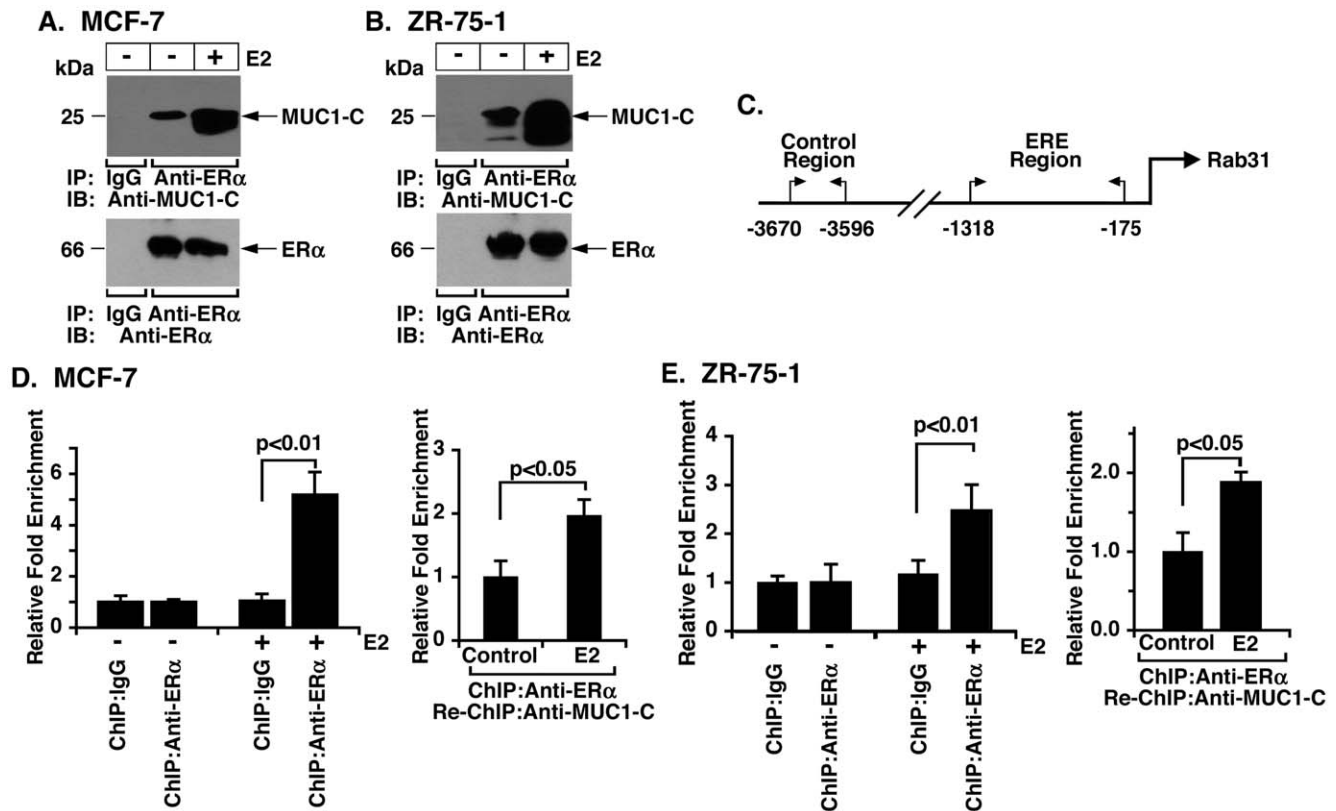 A. MCF-7
- - + E2
kDa
25
MUC1-C
IP: IgG Anti-ERα
IB: Anti-MUC1-C
66
ERα
IP: IgG Anti-ERα
IB: Anti-ERα
B. ZR-75-1
- - + E2
kDa
25
MUC1-C
IP: IgG Anti-ERα
IB: Anti-MUC1-C
66
ERα
IP: IgG Anti-ERα
IB: Anti-ERα
C.
Control
Region
ERE
Region
Rab31
-3670 -3596 -1318 -175
D. MCF-7
Relative Fold Enrichment
6
4
2
0
p<0.01
- - + + E2
ChIP:IgG
ChIP:Anti-ERα
ChIP:IgG
ChIP:Anti-ERα
Relative Fold Enrichment
3
2
1
0
p<0.05
Control E2
ChIP:Anti-ERα
Re-ChIP:Anti-MUC1-C
E. ZR-75-1
Relative Fold Enrichment
4
3
2
1
0
p<0.01
- - + + E2
ChIP:IgG
ChIP:Anti-ERα
ChIP:IgG
ChIP:Anti-ERα
Relative Fold Enrichment
2.0
1.0
0.0
p<0.05
Control E2
ChIP:Anti-ERα
Re-ChIP:Anti-MUC1-C